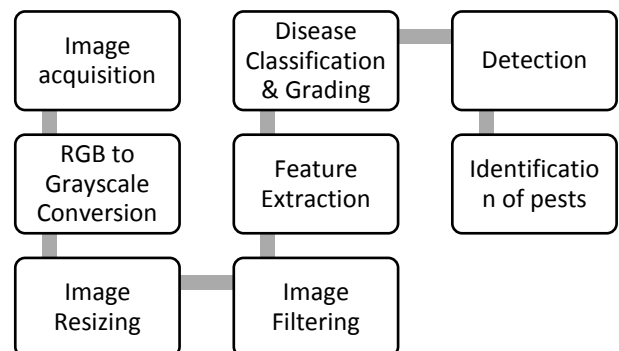 Image
acquisition
RGB to
Grayscale
Conversion
Image
Resizing
Image
Filtering
Feature
Extraction
Disease
Classification
& Grading
Detection
Identificatio
n of pests